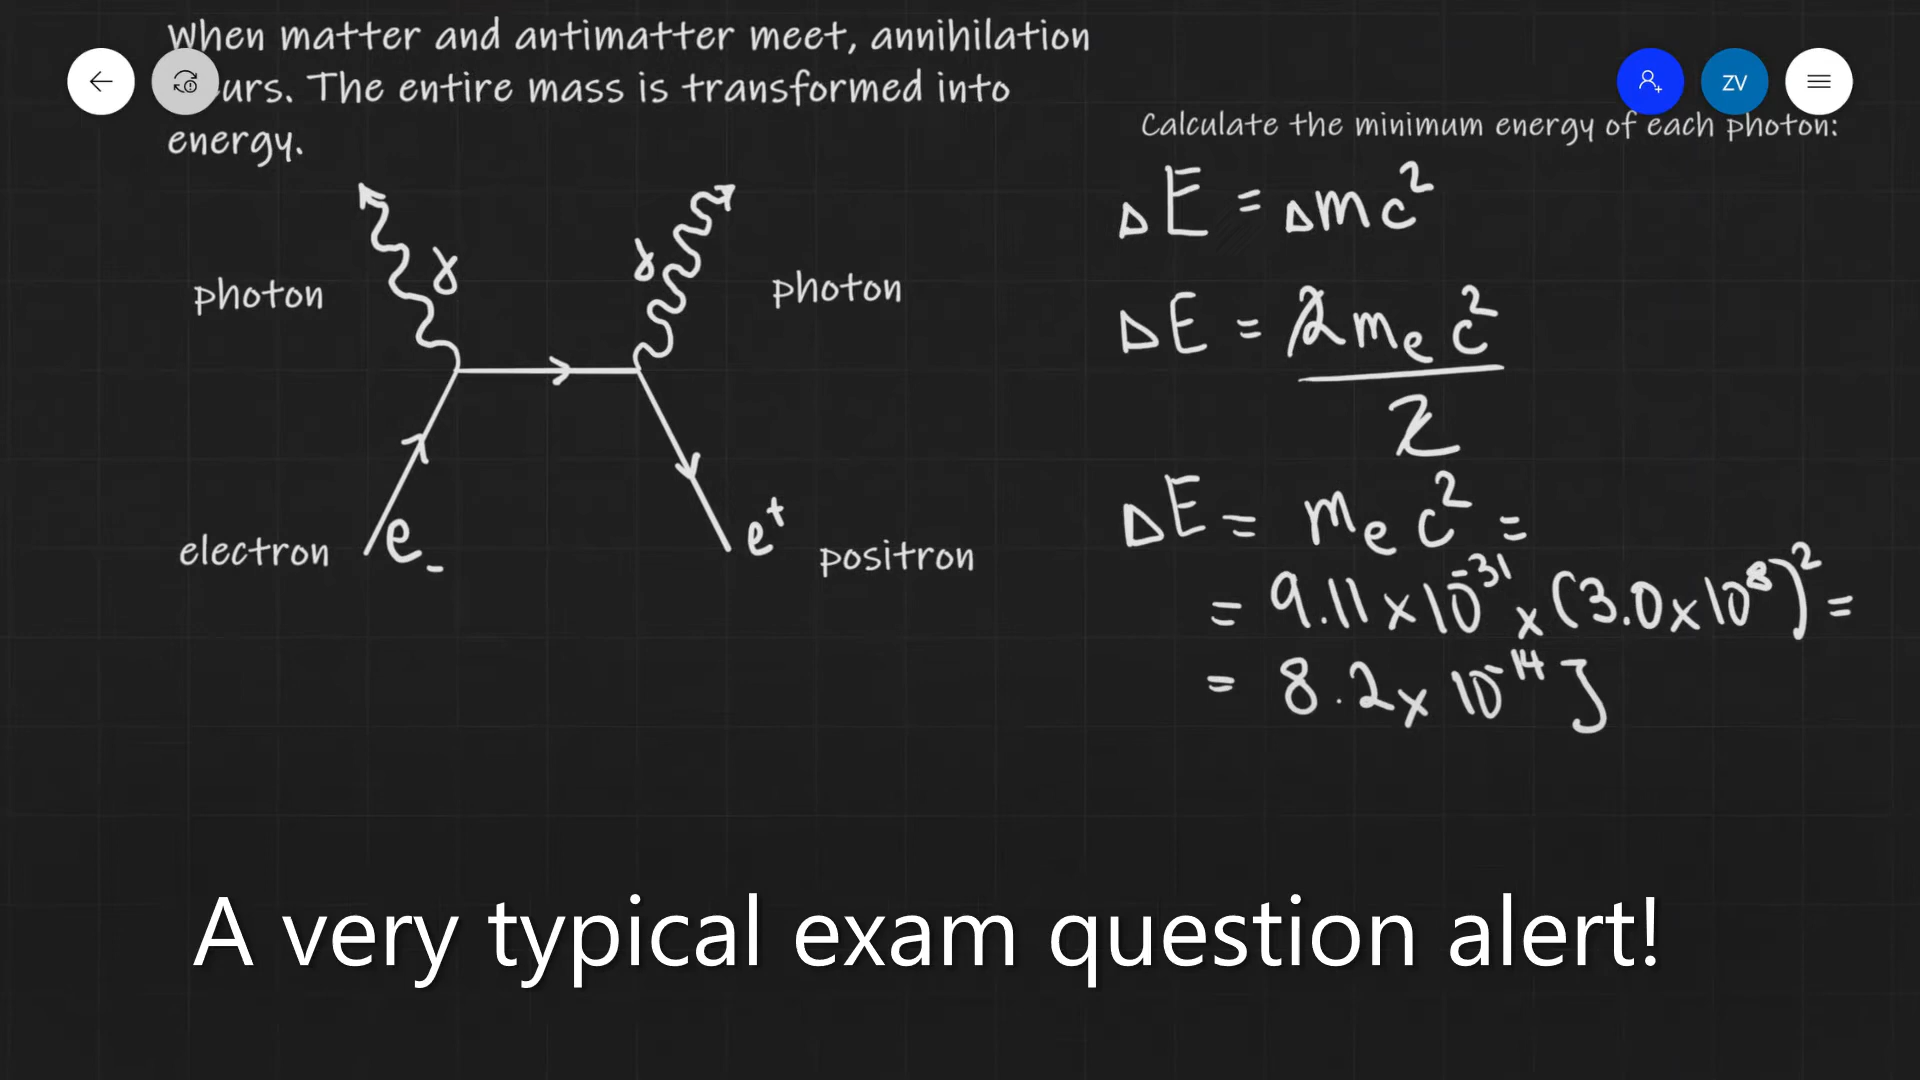 When matter and antimatter meet, annihilation
urs. The entire mass is transformed into
energy.
ZV
Calculate the minimum energy of each photon:
ΔE = Δmc²
γ
γ
photon
photon
ΔE = 2mₑc²
2
electron
e-
e⁺
positron
ΔE = mₑc² =
= 9.11 x 10⁻³¹ x (3.0 x 10⁸)² =
= 8.2 x 10⁻¹⁴ J
A very typical exam question alert!